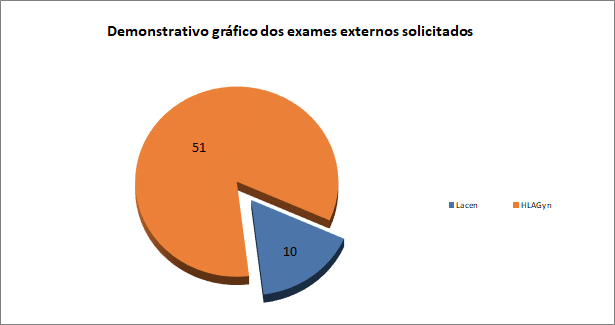 Demonstrativo gráfico dos exames externos solicitados
51
10
Lacen HLAGyn